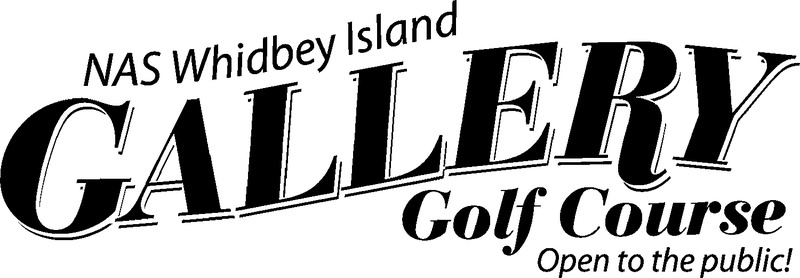 NAS Whidbey Island
GALLERY
Golf Course
Open to the public!